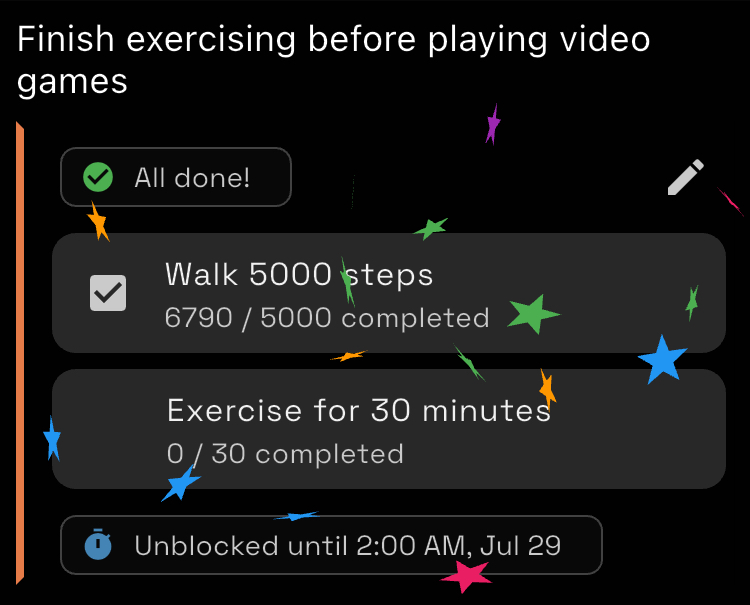 Finish exercising before playing video
games
All done!
Walk 5000 steps
6790 / 5000 completed
Exercise for 30 minutes
0 / 30 completed
Unblocked until 2:00 AM, Jul 29